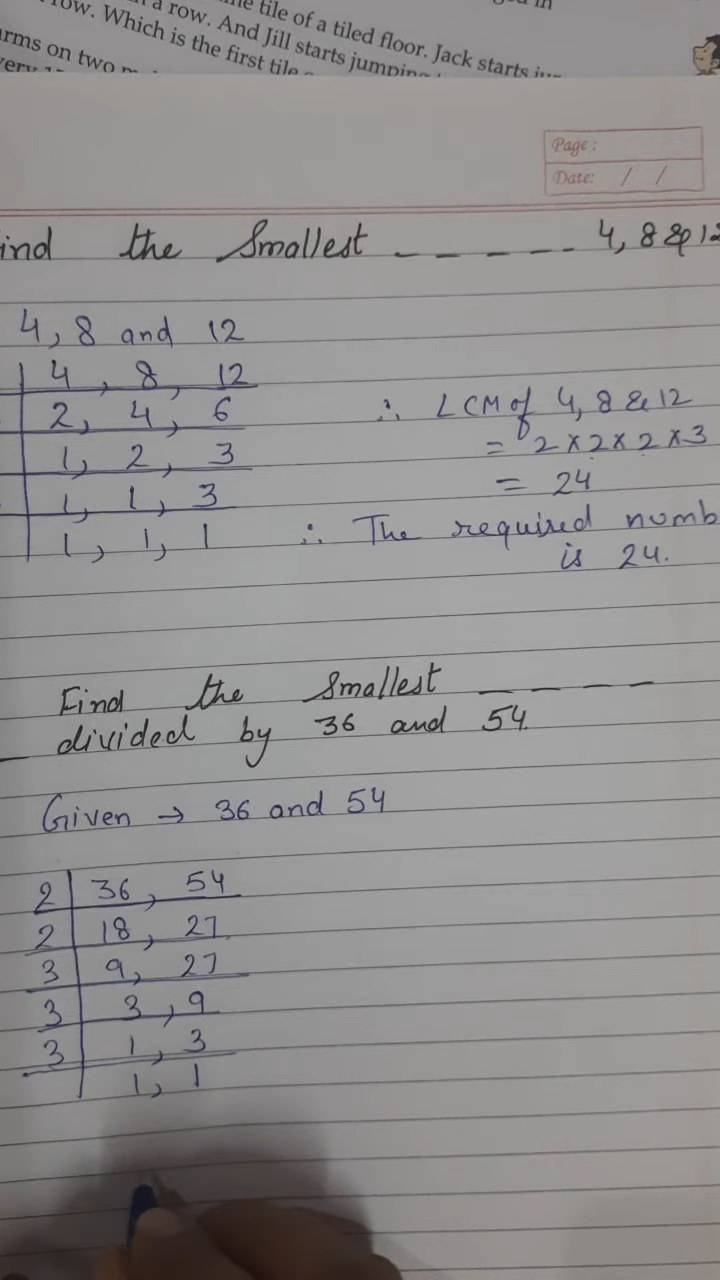 tile of a tiled floor. Jack starts
row. Which is the first tile
a row. And Jill starts jumping
arms on two
Page :
Date: / /
ind the Smallest _ _ _ _ _ 4, 8 & 12
4, 8 and 12
4, 8, 12
2, 4, 6
1, 2, 3
1, 1, 3
1, 1, 1
∴ LCM of 4, 8 & 12
= 2 x 2 x 2 x 3
= 24
∴ The required numb
is 24.
Find the Smallest _ _ _ _
divided by 36 and 54
Given → 36 and 54
2 | 36, 54
2 | 18, 27
3 | 9, 27
3 | 3, 9
3 | 1, 3
1, 1